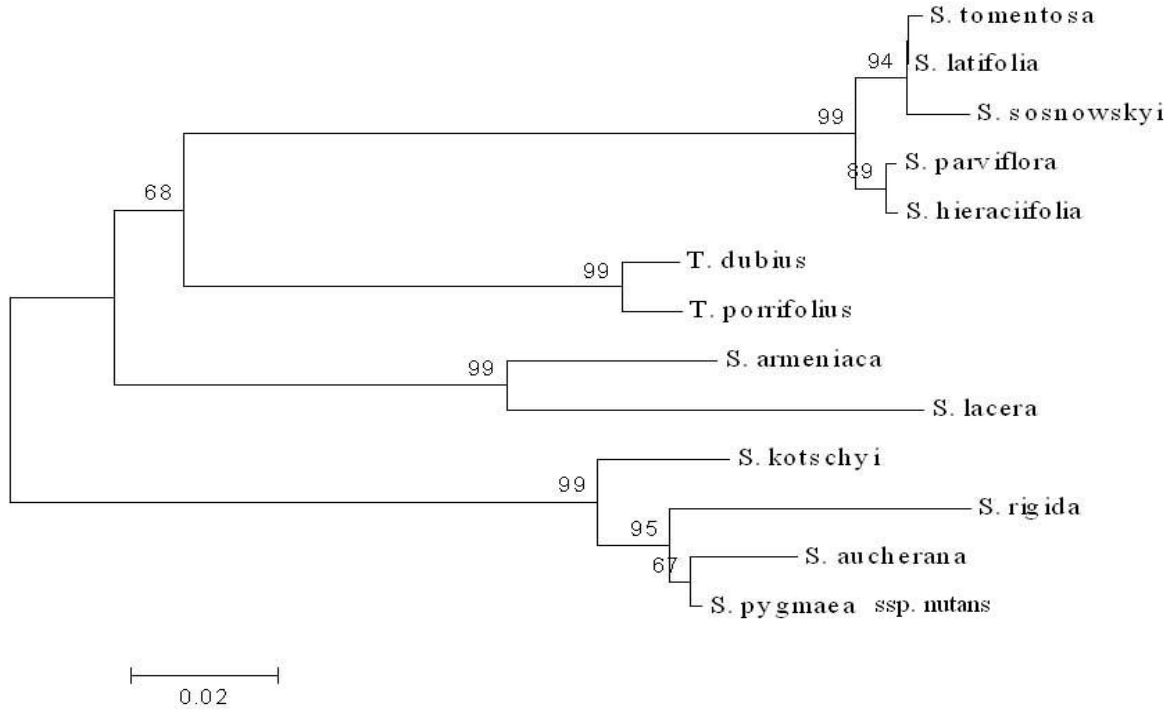 S. tomentosa
94
S. latifolia
99
S. sosnowskyi
89
S. parviflora
68
S. hieraciifolia
99
T. dubius
T. porrifolius
99
S. armeniaca
S. lacera
99
S. kotschyi
S. rigida
95
S. aucherana
67
S. pygmaea ssp. nutans
0.02